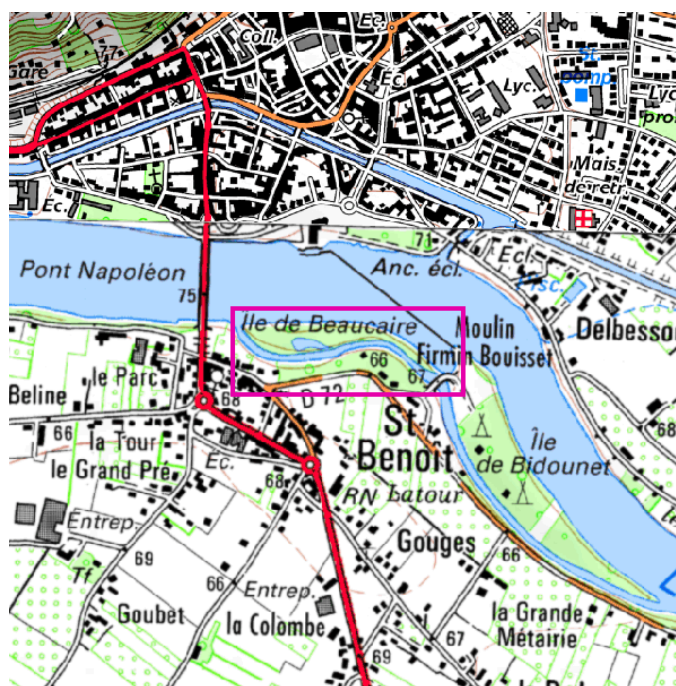 Ec.
Coll.
Gare
77
Ec.
St.
pomp.
Lyc.
Lyc
pro
Mais.
de retr.
Ec.
71
Anc. écl.
Ecl.
Pisc.
Pont Napoléon
75
Île de Beaucaire
Moulin
Firmin Bouisset
Delbesso
66
67
le Parc
Beline
68
D 72
St
Benoît
Île
de Bidounet
66
la Tour
le Grand Pré
Ec.
68
68
RN Latour
Entrep.
Gouges
66
69
Tf
66
Entrep.
Goubet
la Colombe
la Grande
Métairie
67
69